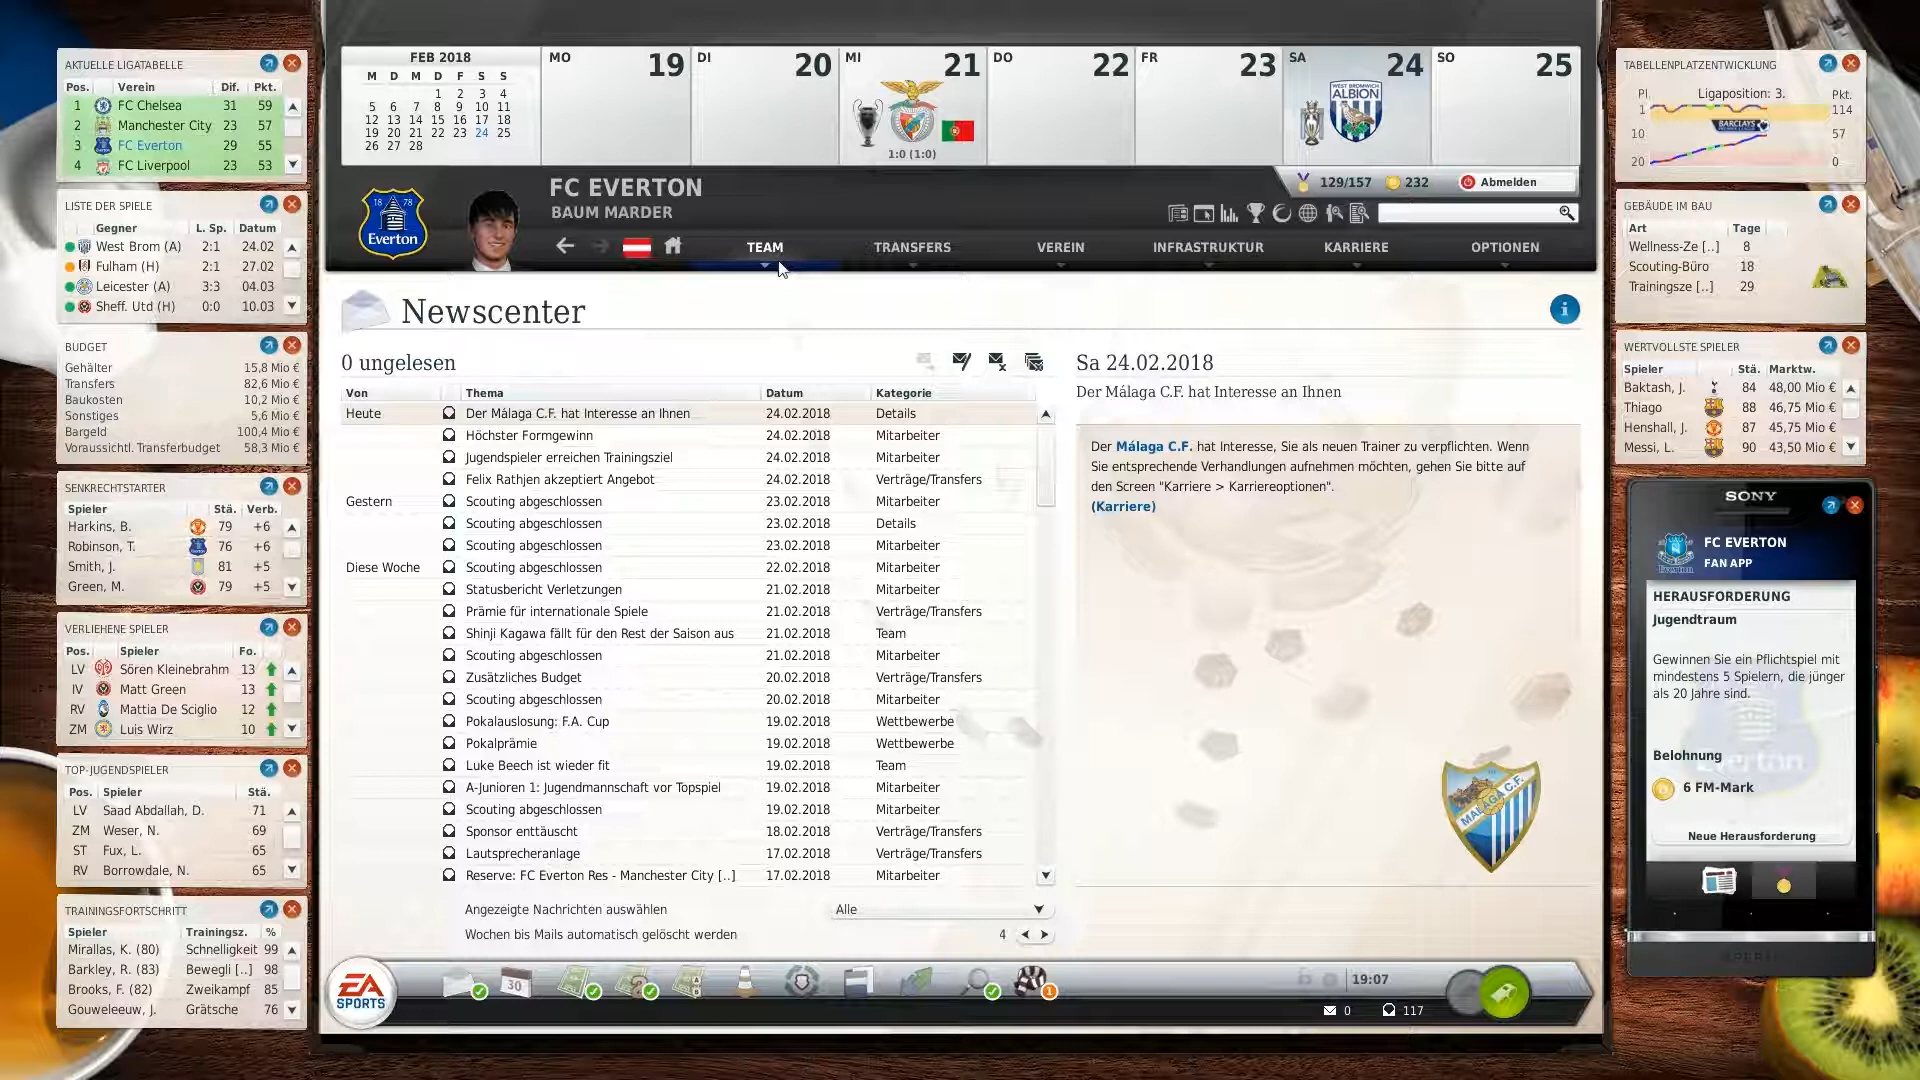 AKTUELLE LIGATABELLE
Pos. Verein Dif. Pkt.
1 FC Chelsea 31 59
2 Manchester City 23 57
3 FC Everton 29 55
4 FC Liverpool 23 53
LISTE DER SPIELE
Gegner L. Sp. Datum
West Brom (A) 2:1 24.02
Fulham (H) 2:1 27.02
Leicester (A) 3:3 04.03
Sheff. Utd (H) 0:0 10.03
BUDGET
Gehälter 15,8 Mio €
Transfers 82,6 Mio €
Baukosten 10,2 Mio €
Sonstiges 5,6 Mio €
Bargeld 100,4 Mio €
Voraussichtl. Transferbudget 58,3 Mio €
SENKRECHTSTARTER
Spieler Stä. Verb.
Harkins, B. 79 +6
Robinson, T. 76 +6
Smith, J. 81 +5
Green, M. 79 +5
VERLIEHENE SPIELER
Pos. Spieler Fo.
LV Sören Kleinebrahm 13
IV Matt Green 13
RV Mattia De Sciglio 12
ZM Luis Wirz 10
TOP-JUGENDSPIELER
Pos. Spieler Stä.
LV Saad Abdallah, D. 71
ZM Weser, N. 69
ST Fux, L. 65
RV Borrowdale, N. 65
TRAININGSFORTSCHRITT
Spieler Trainingsz. %
Mirallas, K. (80) Schnelligkeit 99
Barkley, R. (83) Bewegli [..] 98
Brooks, F. (82) Zweikampf 85
Gouweleeuw, J. Grätsche 76
FEB 2018
M D M D F S S
1 2 3 4
5 6 7 8 9 10 11
12 13 14 15 16 17 18
19 20 21 22 23 24 25
26 27 28
MO 19
DI 20
MI 21
1:0 (1:0)
DO 22
FR 23
SA 24
WEST BROMWICH
ALBION
SO 25
18 78
Everton
FC EVERTON
BAUM MARDER
129/157 232 Abmelden
TEAM TRANSFERS VEREIN INFRASTRUKTUR KARRIERE OPTIONEN
Newscenter
i
0 ungelesen
Von Thema Datum Kategorie
Heute Der Málaga C.F. hat Interesse an Ihnen 24.02.2018 Details
Höchster Formgewinn 24.02.2018 Mitarbeiter
Jugendspieler erreichen Trainingsziel 24.02.2018 Mitarbeiter
Felix Rathjen akzeptiert Angebot 24.02.2018 Verträge/Transfers
Gestern Scouting abgeschlossen 23.02.2018 Mitarbeiter
Scouting abgeschlossen 23.02.2018 Details
Scouting abgeschlossen 23.02.2018 Mitarbeiter
Diese Woche Scouting abgeschlossen 22.02.2018 Mitarbeiter
Statusbericht Verletzungen 21.02.2018 Mitarbeiter
Prämie für internationale Spiele 21.02.2018 Verträge/Transfers
Shinji Kagawa fällt für den Rest der Saison aus 21.02.2018 Team
Scouting abgeschlossen 21.02.2018 Mitarbeiter
Zusätzliches Budget 20.02.2018 Verträge/Transfers
Scouting abgeschlossen 20.02.2018 Mitarbeiter
Pokalauslosung: F.A. Cup 19.02.2018 Wettbewerbe
Pokalprämie 19.02.2018 Wettbewerbe
Luke Beech ist wieder fit 19.02.2018 Team
A-Junioren 1: Jugendmannschaft vor Topspiel 19.02.2018 Mitarbeiter
Scouting abgeschlossen 19.02.2018 Mitarbeiter
Sponsor enttäuscht 18.02.2018 Verträge/Transfers
Lautsprecheranlage 17.02.2018 Verträge/Transfers
Reserve: FC Everton Res - Manchester City [..] 17.02.2018 Mitarbeiter
Angezeigte Nachrichten auswählen Alle
Wochen bis Mails automatisch gelöscht werden 4
Sa 24.02.2018
Der Málaga C.F. hat Interesse an Ihnen
Der Málaga C.F. hat Interesse, Sie als neuen Trainer zu verpflichten. Wenn
Sie entsprechende Verhandlungen aufnehmen möchten, gehen Sie bitte auf
den Screen "Karriere > Karriereoptionen".
(Karriere)
MALAGA C.F.
EA
SPORTS
30
1
19:07
0 117
TABELLENPLATZENTWICKLUNG
Pl. Ligaposition: 3. Pkt.
1 114
BARCLAYS
10 57
20 0
GEBÄUDE IM BAU
Art Tage
Wellness-Ze [..] 8
Scouting-Büro 18
Trainingsze [..] 29
WERTVOLLSTE SPIELER
Spieler Stä. Marktw.
Baktash, J. 84 48,00 Mio €
Thiago 88 46,75 Mio €
Henshall, J. 87 45,75 Mio €
Messi, L. 90 43,50 Mio €
SONY
FC EVERTON
FAN APP
HERAUSFORDERUNG
Jugendtraum
Gewinnen Sie ein Pflichtspiel mit
mindestens 5 Spielern, die jünger
als 20 Jahre sind.
Belohnung
6 FM-Mark
Neue Herausforderung
XPERIA